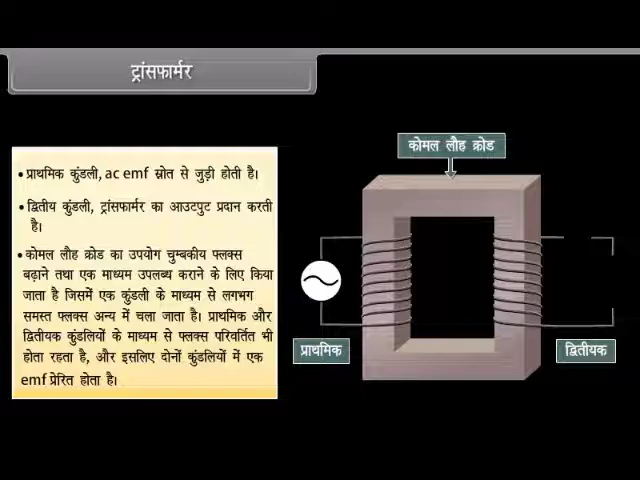 ट्रांसफार्मर
• प्राथमिक कुंडली, ac emf स्रोत से जुड़ी होती है।
• द्वितीय कुंडली, ट्रांसफार्मर का आउटपुट प्रदान करती
है।
• कोमल लौह क्रोड का उपयोग चुम्बकीय फ्लक्स
बढ़ाने तथा एक माध्यम उपलब्ध कराने के लिए किया
जाता है जिसमें एक कुंडली के माध्यम से लगभग
समस्त फ्लक्स अन्य में चला जाता है। प्राथमिक और
द्वितीयक कुंडलियों के माध्यम से फ्लक्स परिवर्तित भी
होता रहता है, और इसलिए दोनों कुंडलियों में एक
emf प्रेरित होता है।
कोमल लौह क्रोड
प्राथमिक
द्वितीयक